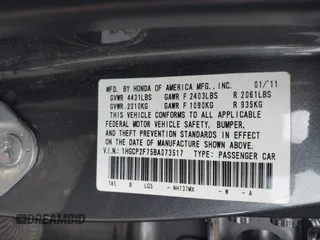 MFD. BY HONDA OF AMERICA MFG., INC. 01/11
GVWR 4431LBS GAWR F 2403LBS R 2061LBS
GVWR 2010KG GAWR F 1090KG R 935KG
THIS VEHICLE CONFORMS TO ALL APPLICABLE
FEDERAL MOTOR VEHICLE SAFETY, BUMPER,
AND THEFT PREVENTION STANDARDS IN EFFECT
ON THE DATE OF MANUFACTURE SHOWN ABOVE.
V.I.N.: 1HGCP2F75BA073517 TYPE: PASSENGER CAR
TA5 B LG5 - NH737MX - W - A